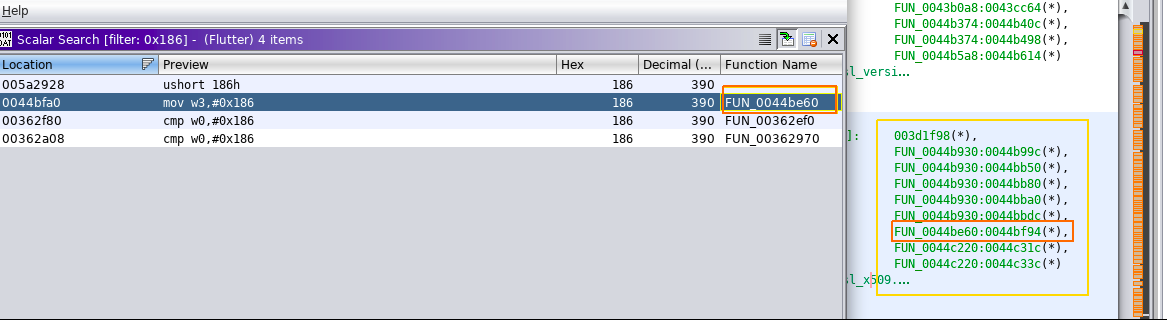 Help
Scalar Search [filter: 0x186] - (Flutter) 4 items
Location Preview Hex Decimal (... Function Name
005a2928 ushort 186h 186 390
0044bfa0 mov w3,#0x186 186 390 FUN_0044be60
00362f80 cmp w0,#0x186 186 390 FUN_00362ef0
00362a08 cmp w0,#0x186 186 390 FUN_00362970
FUN_0043b0a8:0043cc64(*),
FUN_0044b374:0044b40c(*),
FUN_0044b374:0044b498(*),
FUN_0044b5a8:0044b614(*)
sl_versi...
]: 003d1f98(*),
FUN_0044b930:0044b99c(*),
FUN_0044b930:0044bb50(*),
FUN_0044b930:0044bb80(*),
FUN_0044b930:0044bba0(*),
FUN_0044b930:0044bbdc(*),
FUN_0044be60:0044bf94(*),
FUN_0044c220:0044c31c(*),
FUN_0044c220:0044c33c(*)
sl_x509....